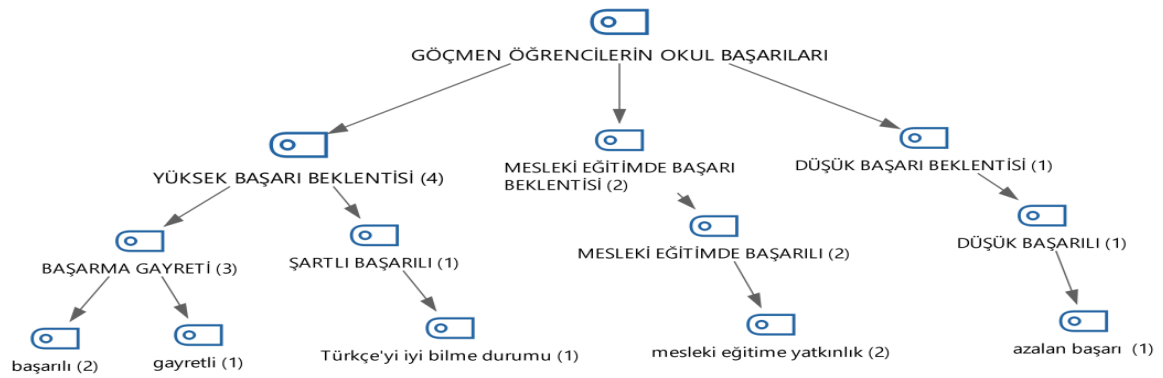 GÖÇMEN ÖĞRENCİLERİN OKUL BAŞARILARI
YÜKSEK BAŞARI BEKLENTİSİ (4)
MESLEKİ EĞİTİMDE BAŞARI
BEKLENTİSİ (2)
DÜŞÜK BAŞARI BEKLENTİSİ (1)
BAŞARMA GAYRETİ (3)
ŞARTLI BAŞARILI (1)
MESLEKİ EĞİTİMDE BAŞARILI (2)
DÜŞÜK BAŞARILI (1)
başarılı (2)
gayretli (1)
Türkçe'yi iyi bilme durumu (1)
mesleki eğitime yatkınlık (2)
azalan başarı (1)